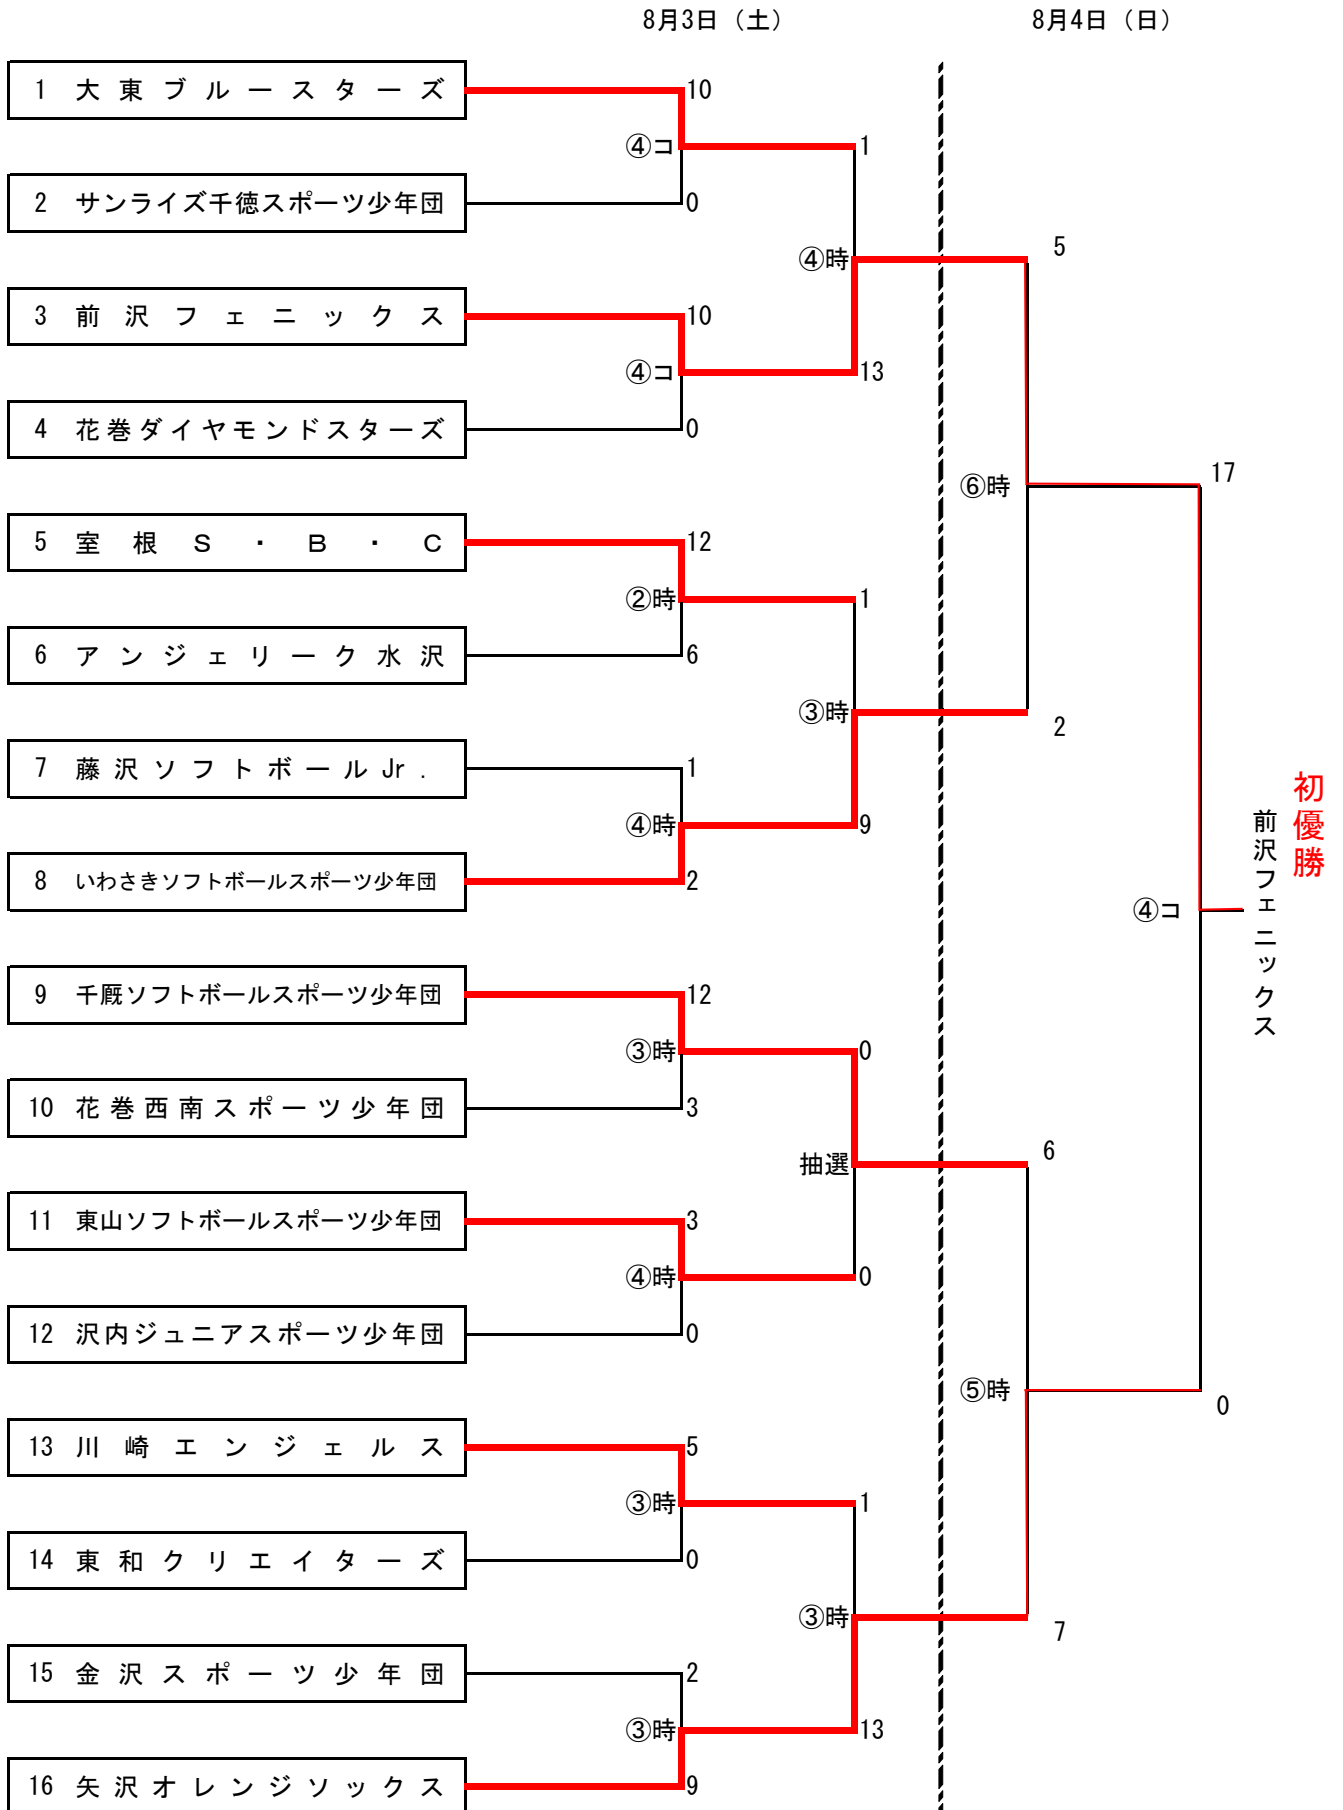 8月3日（土）
8月4日（日）
1 大東ブルースターズ
10
④コ
1
2 サンライズ千徳スポーツ少年団
0
④時
5
3 前沢フェニックス
10
④コ
13
4 花巻ダイヤモンドスターズ
0
⑥時
17
5 室根Ｓ・Ｂ・Ｃ
12
②時
1
6 アンジェリーク水沢
6
③時
2
7 藤沢ソフトボールJr.
1
④時
9
8 いわさきソフトボールスポーツ少年団
2
初優勝
前沢フェニックス
④コ
9 千厩ソフトボールスポーツ少年団
12
③時
0
10 花巻西南スポーツ少年団
3
抽選
6
11 東山ソフトボールスポーツ少年団
3
④時
0
12 沢内ジュニアスポーツ少年団
0
⑤時
0
13 川崎エンジェルス
5
③時
1
14 東和クリエイターズ
0
③時
7
15 金沢スポーツ少年団
2
③時
13
16 矢沢オレンジソックス
9